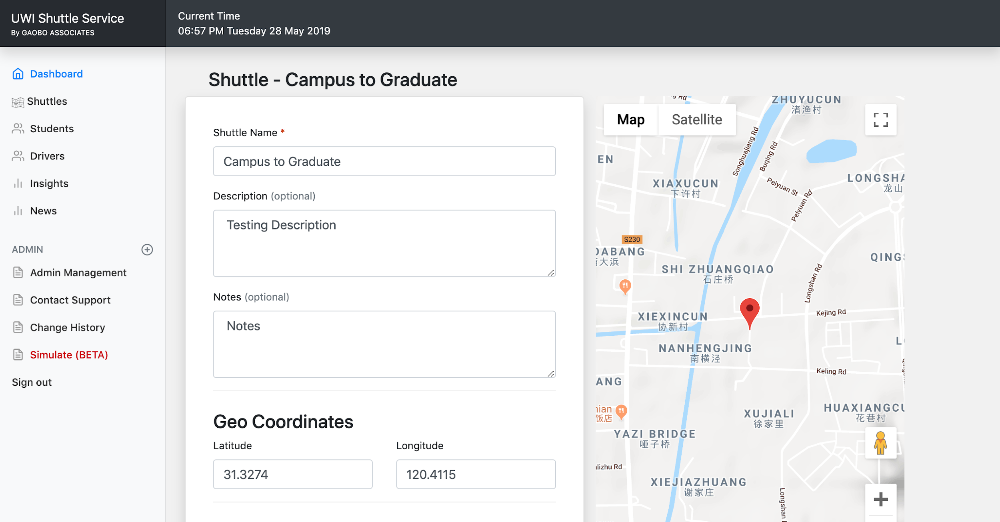 UWI Shuttle Service
By GAOBO ASSOCIATES
Current Time
06:57 PM Tuesday 28 May 2019
Dashboard
Shuttles
Students
Drivers
Insights
News
ADMIN
Admin Management
Contact Support
Change History
Simulate (BETA)
Sign out
Shuttle - Campus to Graduate
Shuttle Name *
Campus to Graduate
Description (optional)
Testing Description
Notes (optional)
Notes
Geo Coordinates
Latitude
Longitude
31.3274
120.4115
Map
Satellite
ZHUYUCUN
渚渔村
Songhuajiang Rd
Buqing Rd
EN
XIAXUCUN
下许村
Peiyuan St
Peiyuan Rd
LONGSHA
龙山
S230
DABANG
大浜
QINGS
SHI ZHUANGQIAO
石庄桥
Longshan Rd
XIEXINCUN
协新村
Kejing Rd
NANHENGJING
南横泾
Keling Rd
ANG
nian
饭店
XUJIALI
徐家里
HUAXIANGCU
花巷村
YAZI BRIDGE
哑子桥
lizhu Rd
XIEJIAZHUANG
谢家庄
Longshan